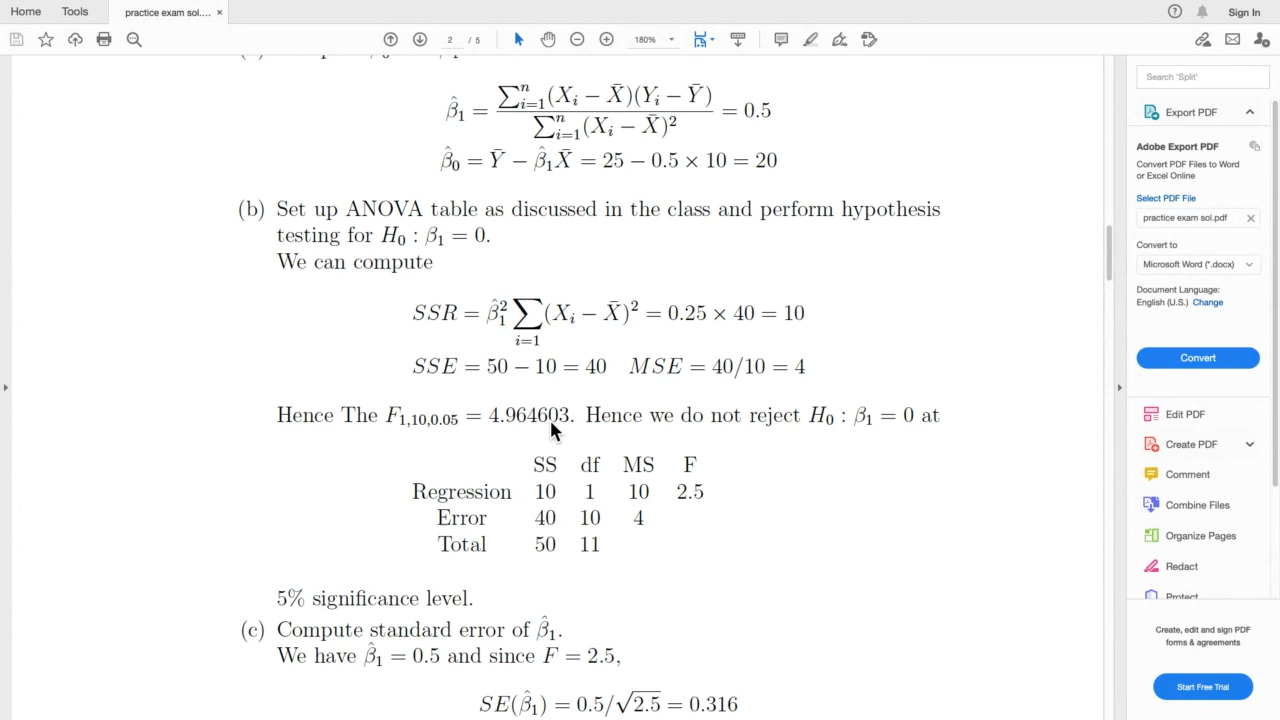 Home Tools practice exam sol.... × Sign In
2 / 5 180%
β̂₁ = ∑ⁿᵢ₌₁(Xᵢ − X̄)(Yᵢ − Ȳ) / ∑ⁿᵢ₌₁(Xᵢ − X̄)² = 0.5
β̂₀ = Ȳ − β̂₁X̄ = 25 − 0.5 × 10 = 20
(b) Set up ANOVA table as discussed in the class and perform hypothesis
testing for H₀ : β₁ = 0.
We can compute
SSR = β̂₁² ∑ᵢ₌₁ (Xᵢ − X̄)² = 0.25 × 40 = 10
SSE = 50 − 10 = 40 MSE = 40/10 = 4
Hence The F₁,₁₀,₀.₀₅ = 4.964603. Hence we do not reject H₀ : β₁ = 0 at
SS df MS F
Regression 10 1 10 2.5
Error 40 10 4
Total 50 11
5% significance level.
(c) Compute standard error of β̂₁.
We have β̂₁ = 0.5 and since F = 2.5,
SE(β̂₁) = 0.5/√2.5 = 0.316
Search 'Split'
Export PDF
Adobe Export PDF
Convert PDF Files to Word
or Excel Online
Select PDF File
practice exam sol.pdf ×
Convert to
Microsoft Word (*.docx)
Document Language:
English (U.S.) Change
Convert
Edit PDF
Create PDF
Comment
Combine Files
Organize Pages
Redact
Protect
Create, edit and sign PDF
forms & agreements
Start Free Trial